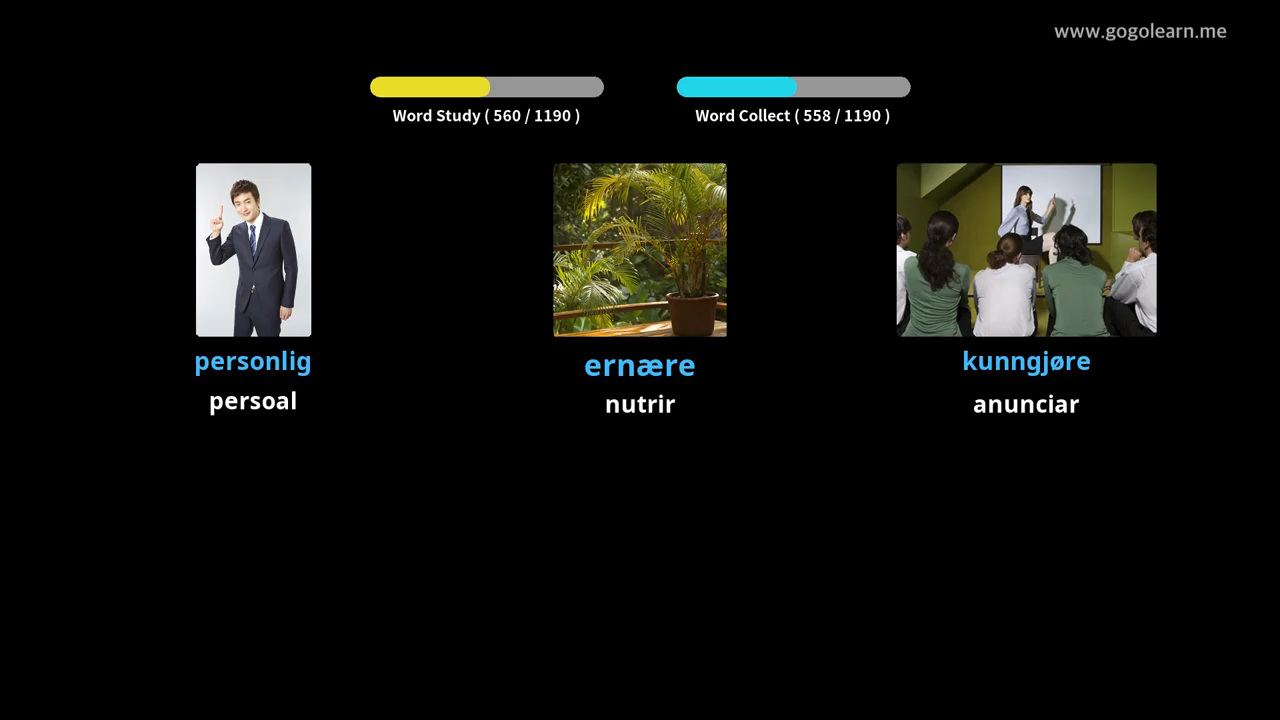 www.gogolearn.me
Word Study ( 560 / 1190 )
Word Collect ( 558 / 1190 )
personlig
persoal
ernære
nutrir
kunngjøre
anunciar